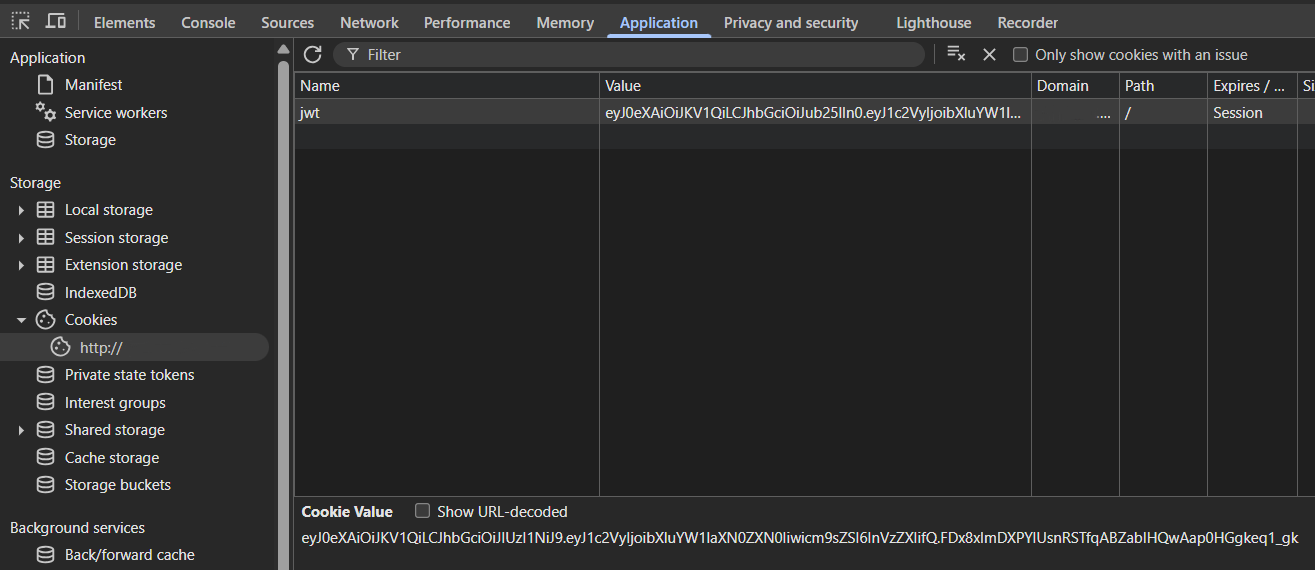 Elements Console Sources Network Performance Memory Application Privacy and security Lighthouse Recorder
Application
Manifest
Service workers
Storage
Storage
Local storage
Session storage
Extension storage
IndexedDB
Cookies
http://
Private state tokens
Interest groups
Shared storage
Cache storage
Storage buckets
Background services
Back/forward cache
Filter Only show cookies with an issue
Name Value Domain Path Expires / ... Si
jwt eyJ0eXAiOiJKV1QiLCJhbGciOiJub25lIn0.eyJ1c2VyIjoibXluYW1l... .... / Session
Cookie Value Show URL-decoded
eyJ0eXAiOiJKV1QiLCJhbGciOiJIUzI1NiJ9.eyJ1c2VyIjoibXluYW1laXN0ZXN0Iiwicm9sZSI6InVzZXIifQ.FDx8xImDXPYlUsnRSTfqABZablHQwAap0HGgkeq1_gk